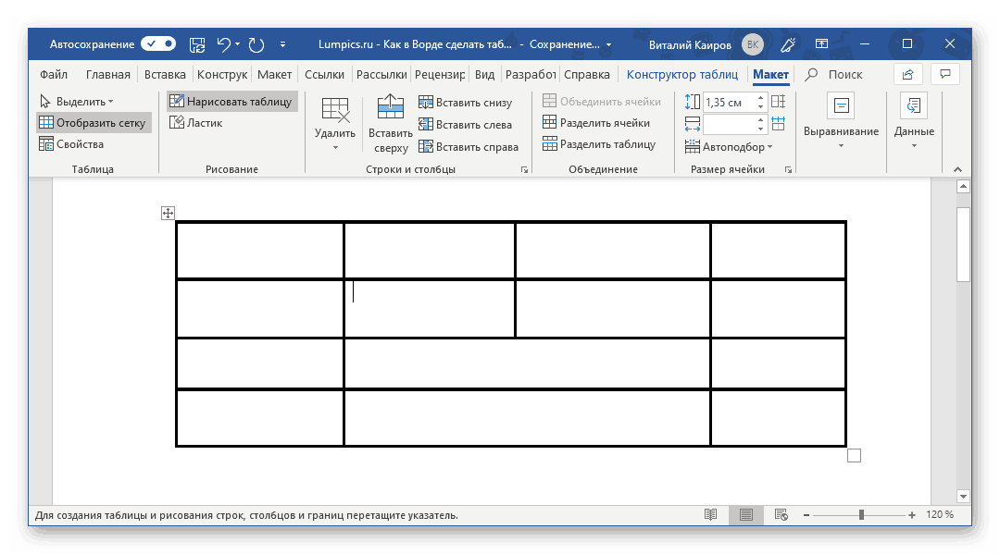 Автосохранение
Lumpics.ru - Как в Ворде сделать таб... - Сохранение...
Виталий Каиров ВК
Файл Главная Вставка Конструк Макет Ссылки Рассылки Рецензир Вид Разработ Справка Конструктор таблиц Макет Поиск
Выделить
Отобразить сетку
Свойства
Таблица
Нарисовать таблицу
Ластик
Рисование
Удалить
Вставить
сверху
Вставить снизу
Вставить слева
Вставить справа
Строки и столбцы
Объединить ячейки
Разделить ячейки
Разделить таблицу
Объединение
1,35 см
Автоподбор
Размер ячейки
Выравнивание
Данные
Для создания таблицы и рисования строк, столбцов и границ перетащите указатель.
120 %